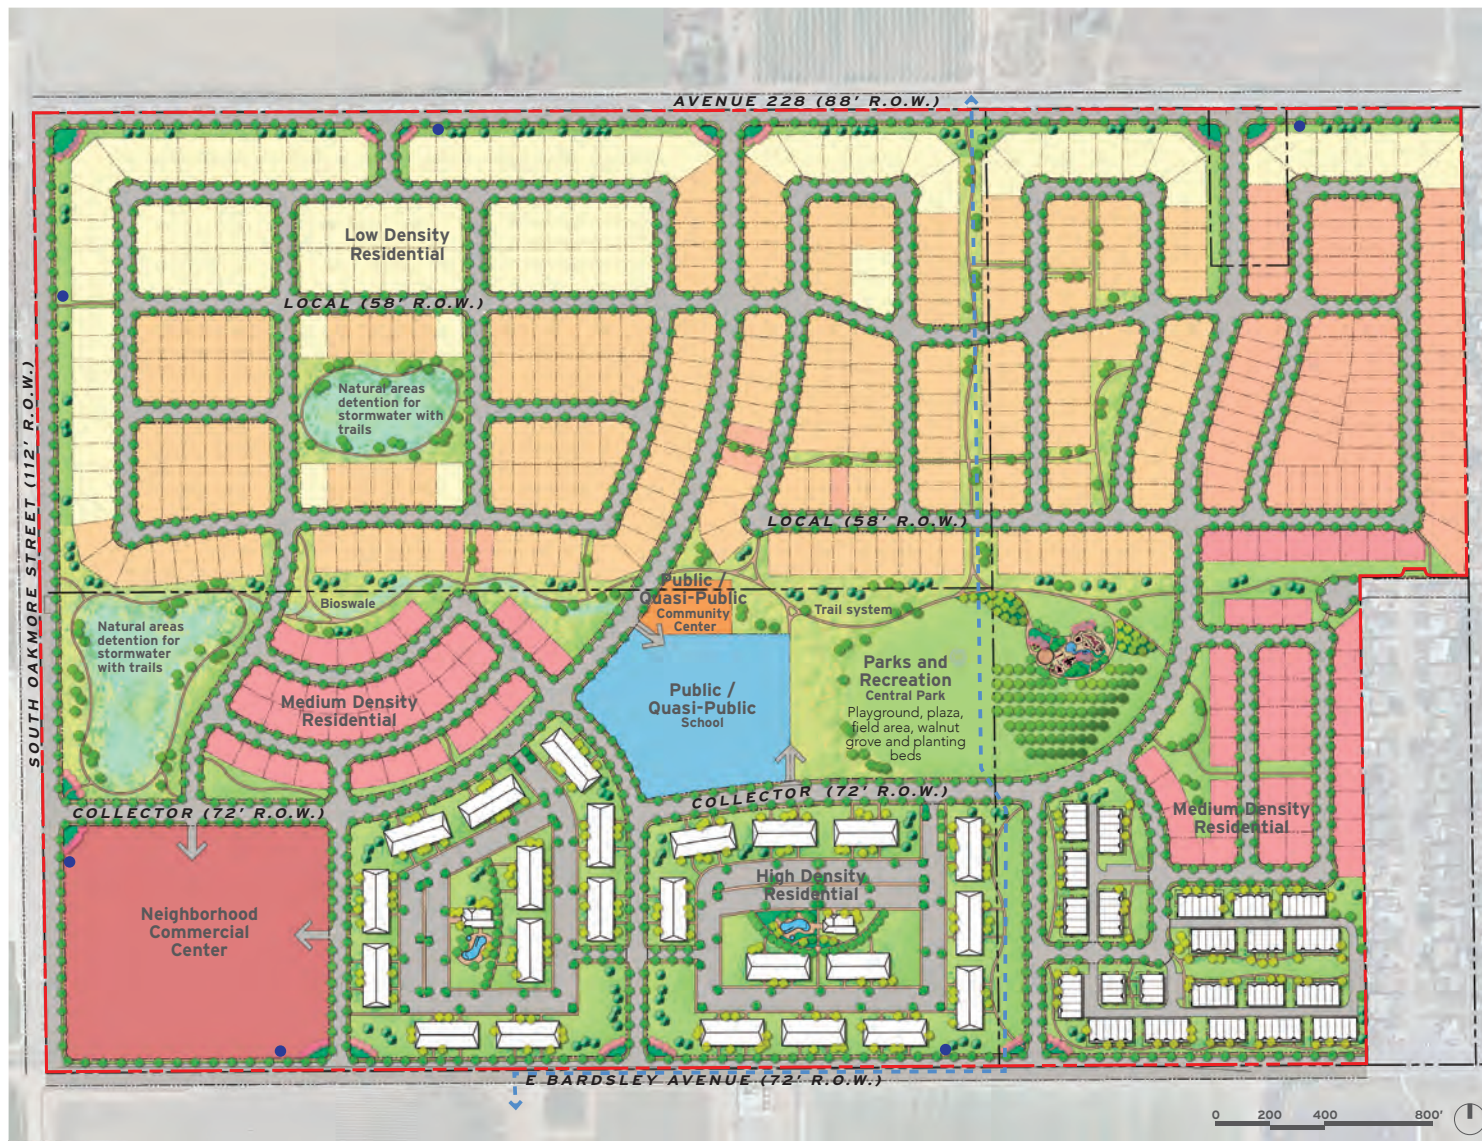 AVENUE 228 (88' R.O.W.)
Low Density
Residential
LOCAL (58' R.O.W.)
SOUTH OAKMORE STREET (112' R.O.W.)
Natural areas
detention for
stormwater with
trails
LOCAL (58' R.O.W.)
Bioswale
Public /
Quasi-Public
Community
Center
Trail system
Natural areas
detention for
stormwater
with trails
Medium Density
Residential
Public /
Quasi-Public
School
Parks and
Recreation
Central Park
Playground, plaza,
field area, walnut
grove and planting
beds
COLLECTOR (72' R.O.W.)
COLLECTOR (72' R.O.W.)
Medium Density
Residential
High Density
Residential
Neighborhood
Commercial
Center
E BARDSLEY AVENUE (72' R.O.W.)
0 200 400 800'